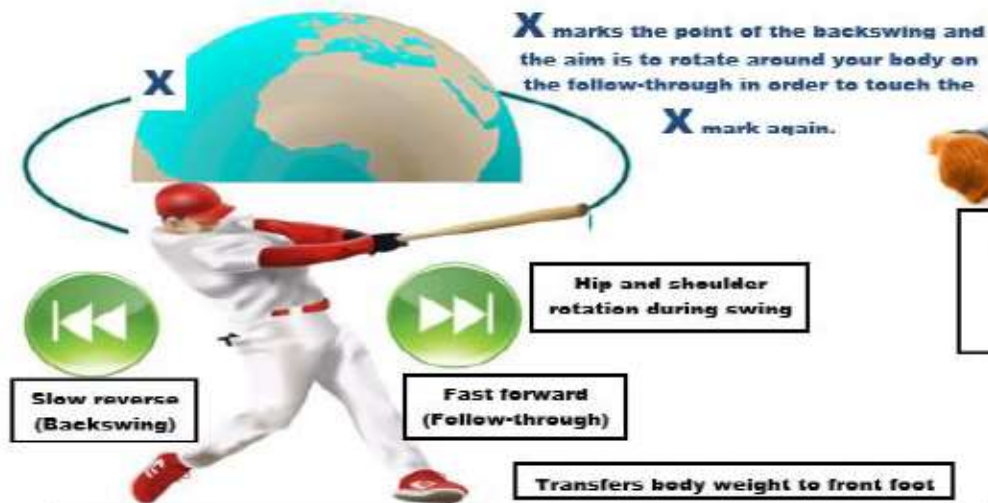 X marks the point of the backswing and
the aim is to rotate around your body on
the follow-through in order to touch the
X mark again.
X
Hip and shoulder
rotation during swing
Slow reverse
(Backswing)
Fast forward
(Follow-through)
Transfers body weight to front foot